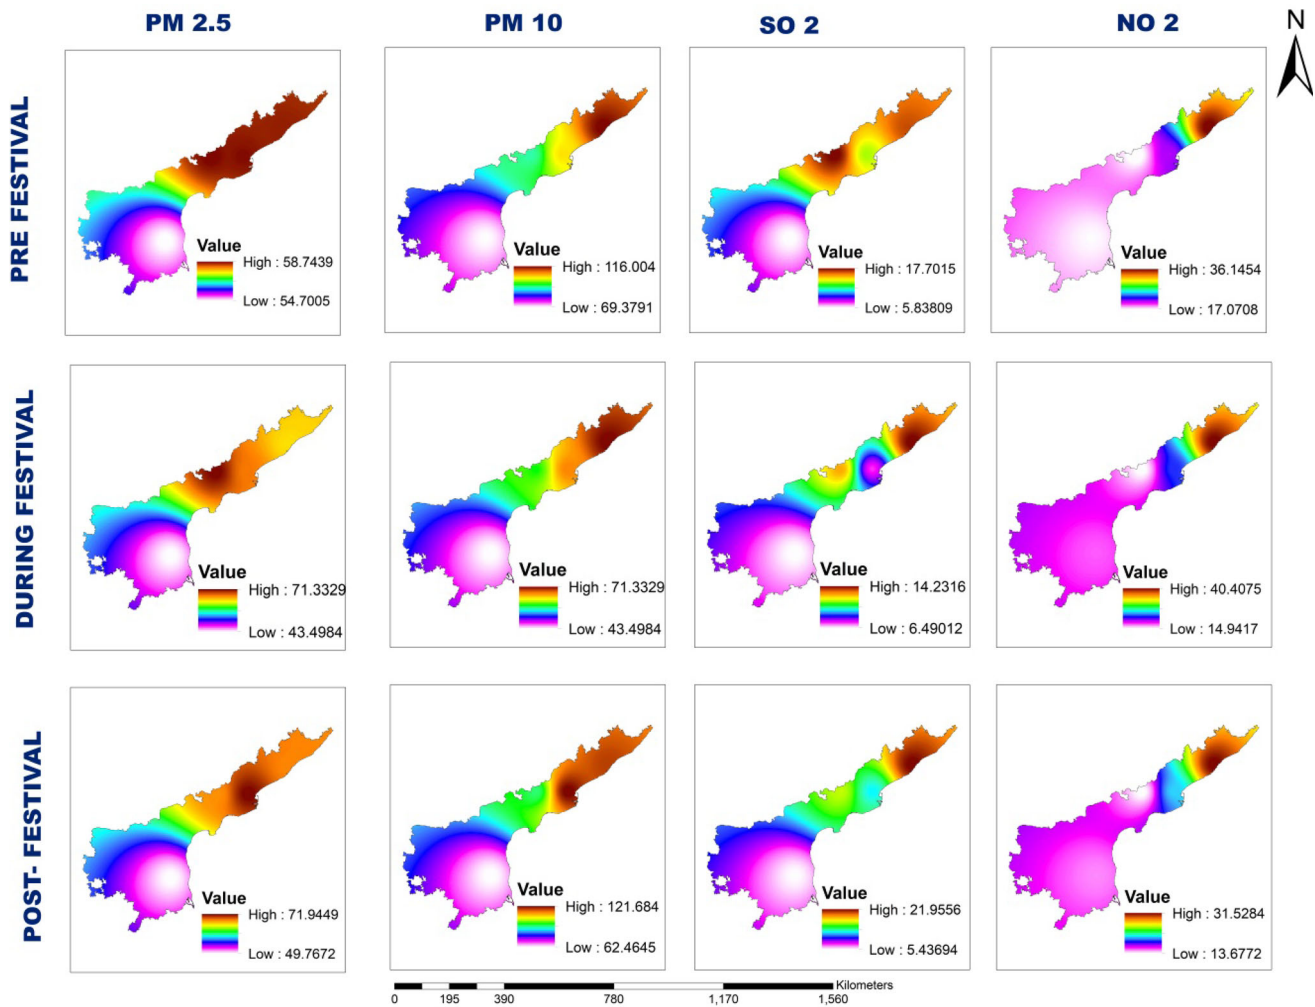 PM 2.5
PM 10
SO 2
NO 2
N
PRE FESTIVAL
Value
High : 58.7439
Low : 54.7005
Value
High : 116.004
Low : 69.3791
Value
High : 17.7015
Low : 5.83809
Value
High : 36.1454
Low : 17.0708
DURING FESTIVAL
Value
High : 71.3329
Low : 43.4984
Value
High : 71.3329
Low : 43.4984
Value
High : 14.2316
Low : 6.49012
Value
High : 40.4075
Low : 14.9417
POST- FESTIVAL
Value
High : 71.9449
Low : 49.7672
Value
High : 121.684
Low : 62.4645
Value
High : 21.9556
Low : 5.43694
Value
High : 31.5284
Low : 13.6772
Kilometers
0 195 390 780 1,170 1,560